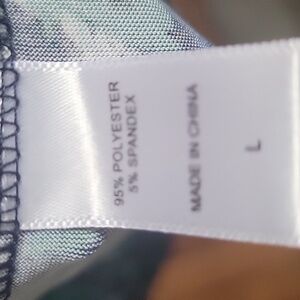 95% POLYESTER
5% SPANDEX
MADE IN CHINA
L